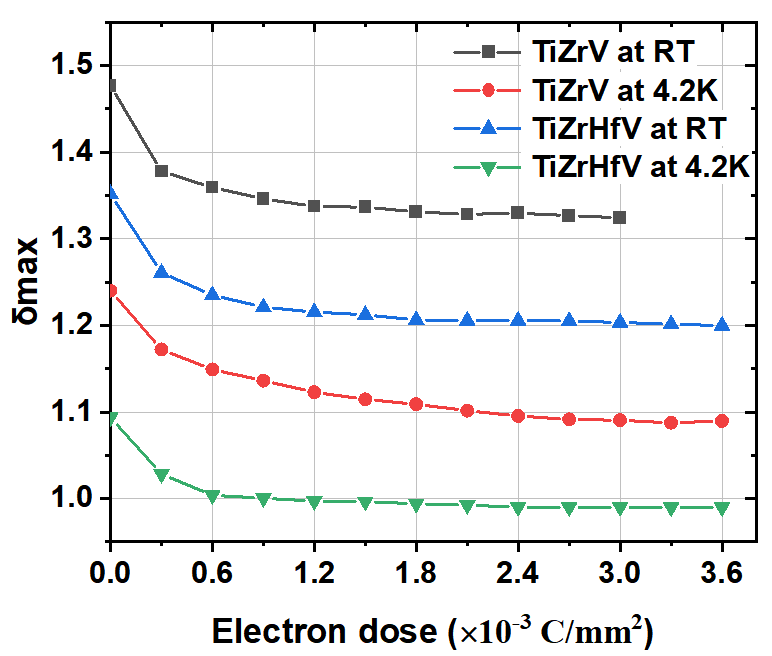 TiZrV at RT
TiZrV at 4.2K
TiZrHfV at RT
TiZrHfV at 4.2K
1.5
1.4
1.3
1.2
1.1
1.0
δmax
0.0 0.6 1.2 1.8 2.4 3.0 3.6
Electron dose (×10⁻³ C/mm²)